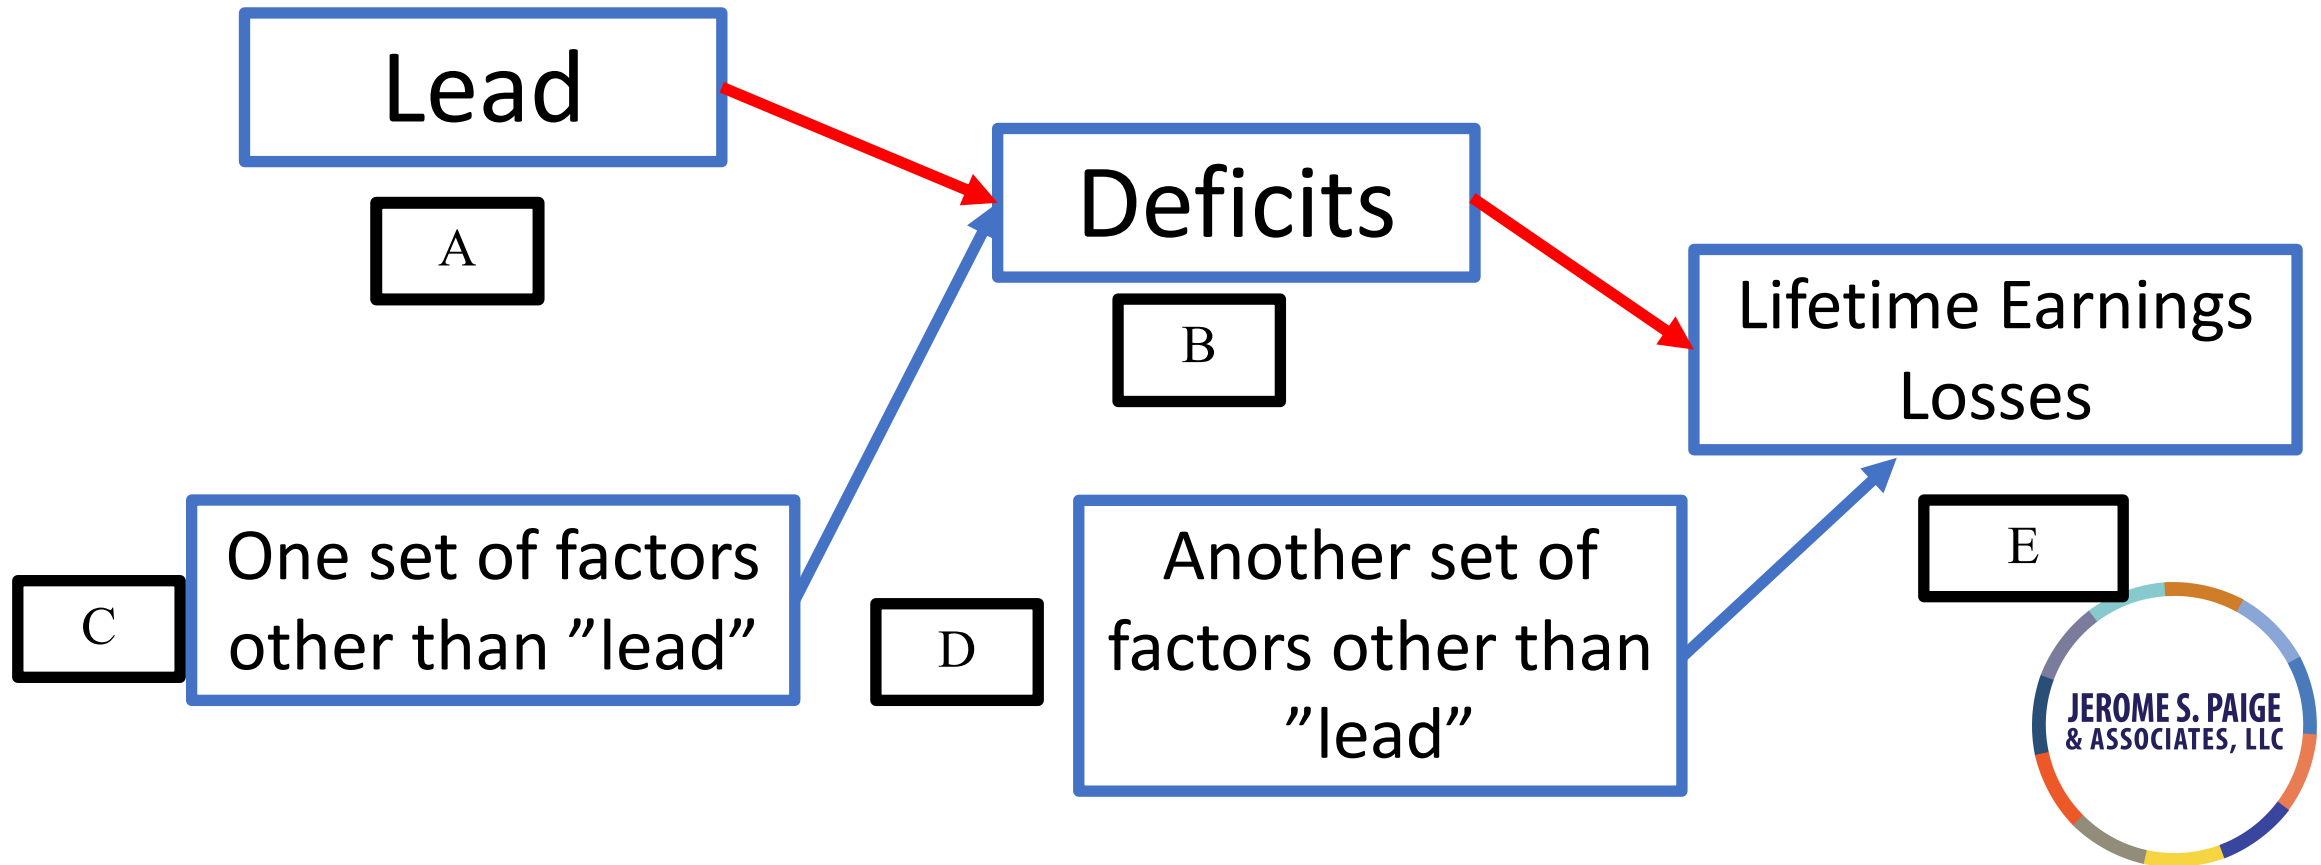 Lead
A
Deficits
B
Lifetime Earnings
Losses
E
C
One set of factors
other than ”lead”
D
Another set of
factors other than
”lead”
JEROME S. PAIGE
& ASSOCIATES, LLC